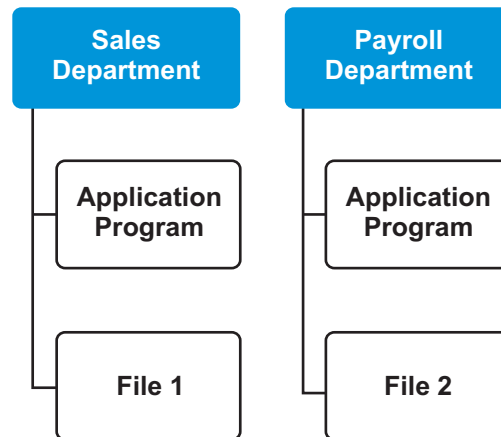 Sales
Department
Application
Program
File 1
Payroll
Department
Application
Program
File 2